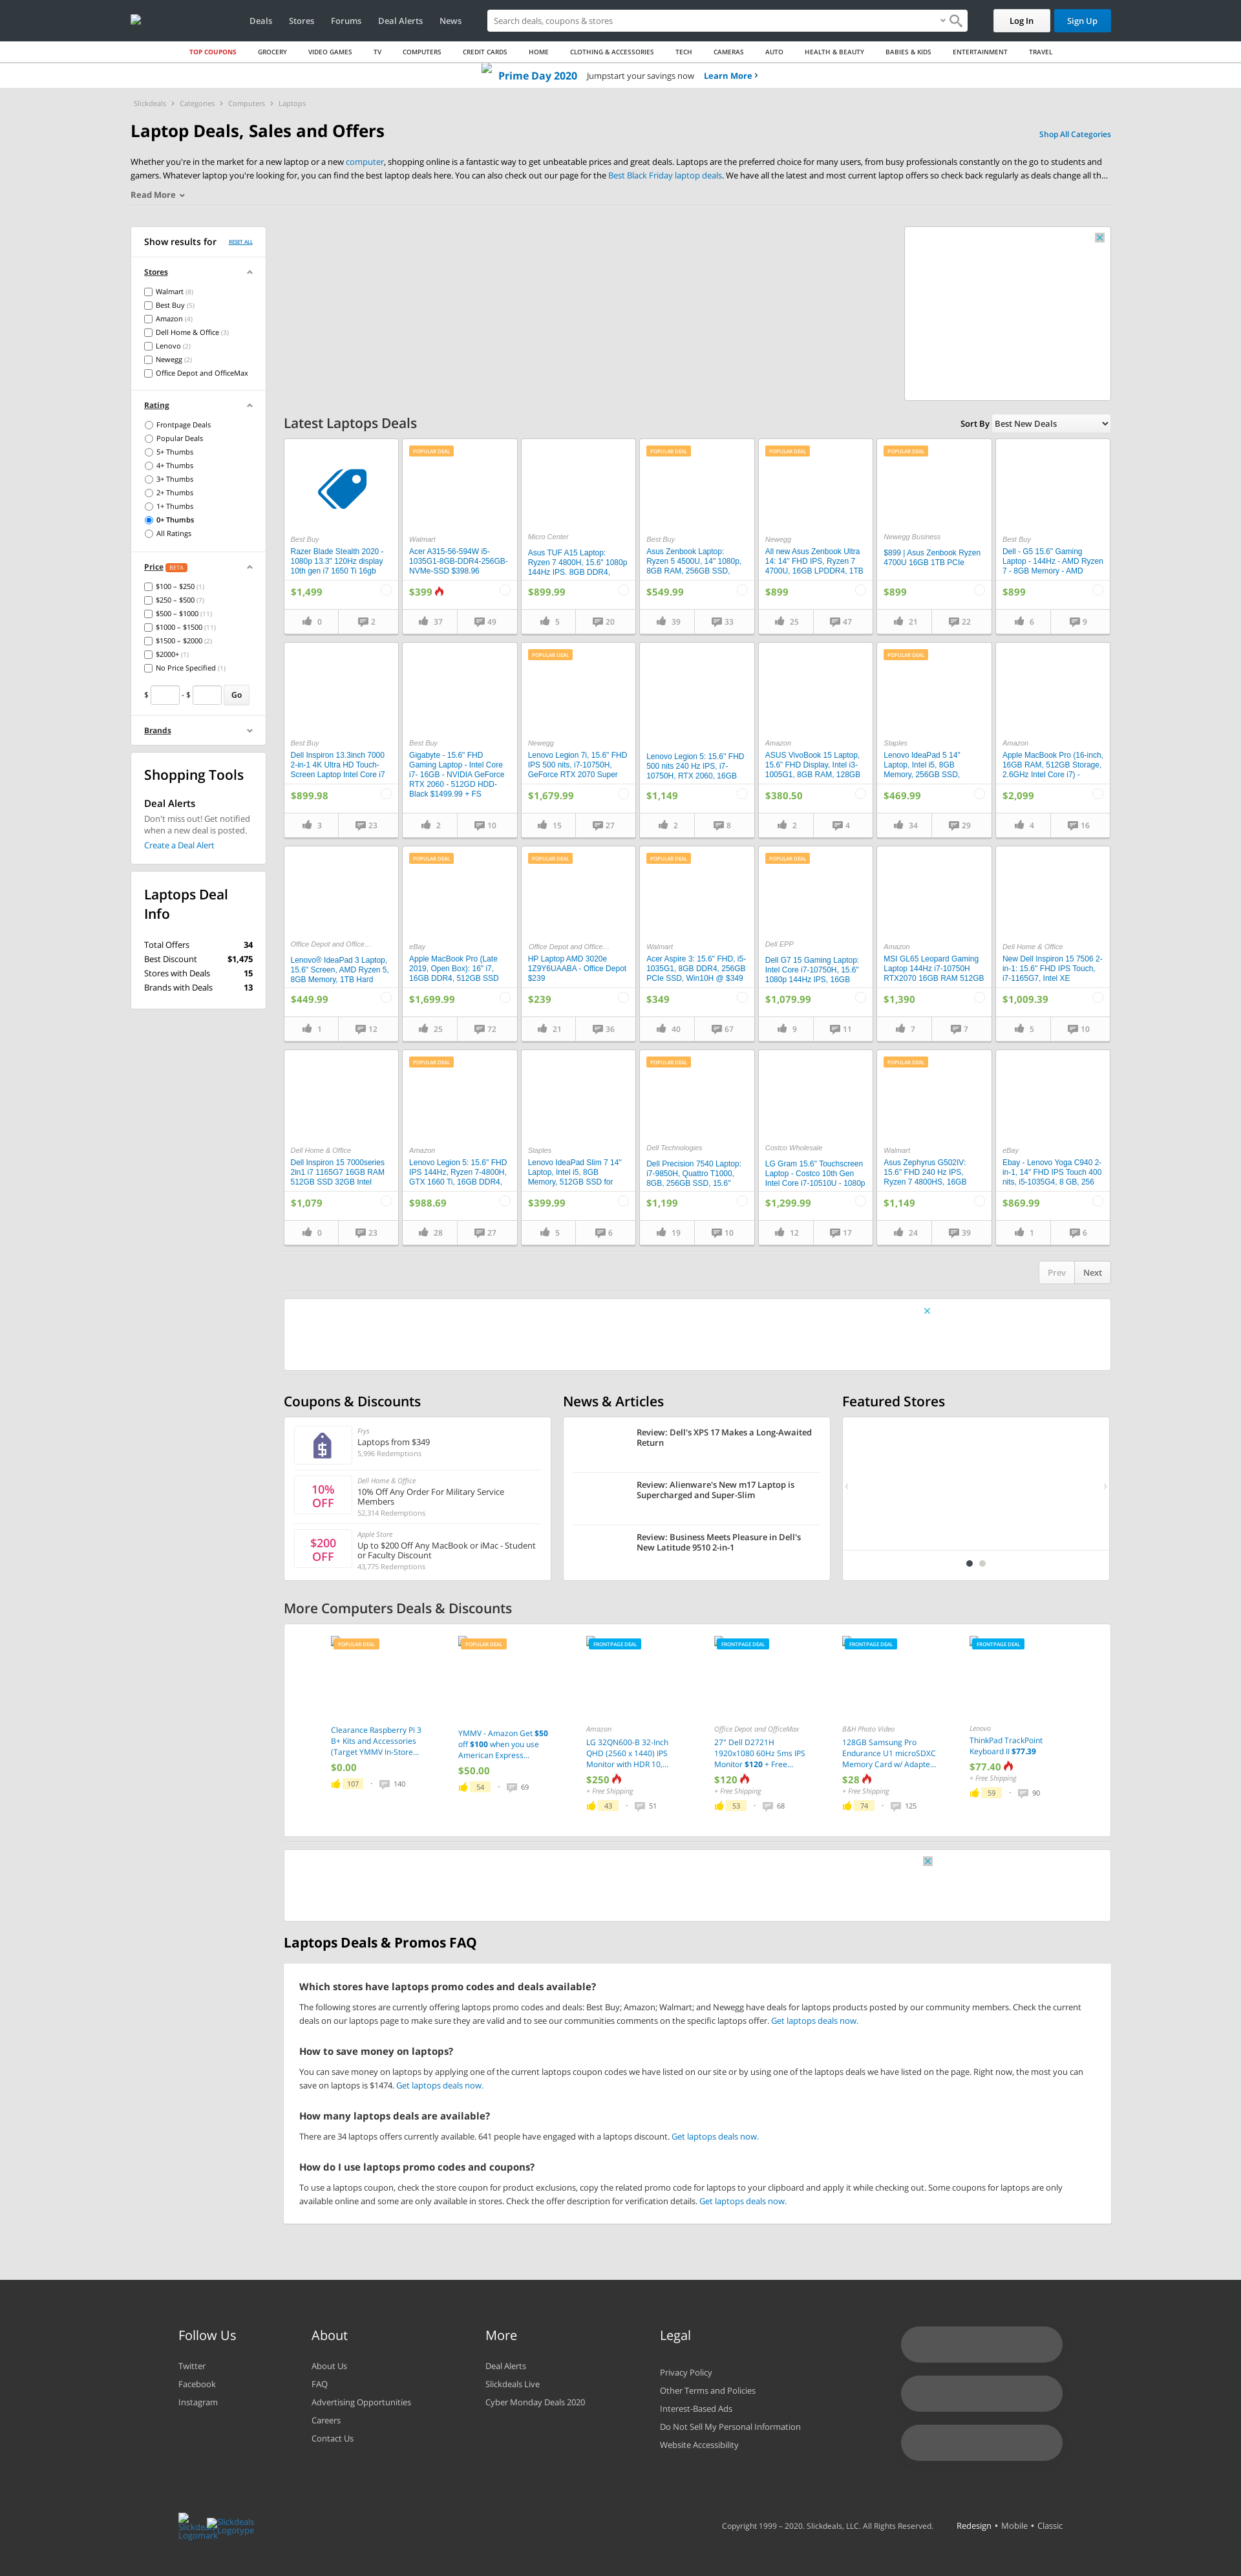 Deals Stores Forums Deal Alerts News
Search deals, coupons & stores
Log In Sign Up
TOP COUPONS GROCERY VIDEO GAMES TV COMPUTERS CREDIT CARDS HOME CLOTHING & ACCESSORIES TECH CAMERAS AUTO HEALTH & BEAUTY BABIES & KIDS ENTERTAINMENT TRAVEL
Prime Day 2020 Jumpstart your savings now Learn More
Slickdeals Categories Computers Laptops
Laptop Deals, Sales and Offers
Shop All Categories
Whether you're in the market for a new laptop or a new computer, shopping online is a fantastic way to get unbeatable prices and great deals. Laptops are the preferred choice for many users, from busy professionals constantly on the go to students and
gamers. Whatever laptop you're looking for, you can find the best laptop deals here. You can also check out our page for the Best Black Friday laptop deals. We have all the latest and most current laptop offers so check back regularly as deals change all th...
Read More
Show results for RESET ALL
Stores
Walmart (8)
Best Buy (5)
Amazon (4)
Dell Home & Office (3)
Lenovo (2)
Newegg (2)
Office Depot and OfficeMax
Rating
Frontpage Deals
Popular Deals
5+ Thumbs
4+ Thumbs
3+ Thumbs
2+ Thumbs
1+ Thumbs
0+ Thumbs
All Ratings
Price BETA
$100 – $250 (1)
$250 – $500 (7)
$500 – $1000 (11)
$1000 – $1500 (11)
$1500 – $2000 (2)
$2000+ (1)
No Price Specified (1)
$ - $ Go
Brands
Shopping Tools
Deal Alerts
Don't miss out! Get notified
when a new deal is posted.
Create a Deal Alert
Laptops Deal
Info
Total Offers 34
Best Discount $1,475
Stores with Deals 15
Brands with Deals 13
Latest Laptops Deals
Sort By Best New Deals
Best Buy
Razer Blade Stealth 2020 -
1080p 13.3" 120Hz display
10th gen i7 1650 Ti 16gb
$1,499
0 2
POPULAR DEAL
Walmart
Acer A315-56-594W i5-
1035G1-8GB-DDR4-256GB-
NVMe-SSD $398.96
$399
37 49
Micro Center
Asus TUF A15 Laptop:
Ryzen 7 4800H, 15.6" 1080p
144Hz IPS, 8GB DDR4,
$899.99
5 20
POPULAR DEAL
Best Buy
Asus Zenbook Laptop:
Ryzen 5 4500U, 14" 1080p,
8GB RAM, 256GB SSD,
$549.99
39 33
POPULAR DEAL
Newegg
All new Asus Zenbook Ultra
14: 14" FHD IPS, Ryzen 7
4700U, 16GB LPDDR4, 1TB
$899
25 47
POPULAR DEAL
Newegg Business
$899 | Asus Zenbook Ryzen
4700U 16GB 1TB PCIe
$899
21 22
Best Buy
Dell - G5 15.6" Gaming
Laptop - 144Hz - AMD Ryzen
7 - 8GB Memory - AMD
$899
6 9
Best Buy
Dell Inspiron 13.3inch 7000
2-in-1 4K Ultra HD Touch-
Screen Laptop Intel Core i7
$899.98
3 23
Best Buy
Gigabyte - 15.6" FHD
Gaming Laptop - Intel Core
i7- 16GB - NVIDIA GeForce
RTX 2060 - 512GD HDD-
Black $1499.99 + FS
2 10
POPULAR DEAL
Newegg
Lenovo Legion 7i, 15.6" FHD
IPS 500 nits, i7-10750H,
GeForce RTX 2070 Super
$1,679.99
15 27
Lenovo Legion 5: 15.6" FHD
500 nits 240 Hz IPS, i7-
10750H, RTX 2060, 16GB
$1,149
2 8
Amazon
ASUS VivoBook 15 Laptop,
15.6" FHD Display, Intel i3-
1005G1, 8GB RAM, 128GB
$380.50
2 4
POPULAR DEAL
Staples
Lenovo IdeaPad 5 14"
Laptop, Intel i5, 8GB
Memory, 256GB SSD,
$469.99
34 29
Amazon
Apple MacBook Pro (16-inch,
16GB RAM, 512GB Storage,
2.6GHz Intel Core i7) -
$2,099
4 16
Office Depot and Office...
Lenovo® IdeaPad 3 Laptop,
15.6" Screen, AMD Ryzen 5,
8GB Memory, 1TB Hard
$449.99
1 12
POPULAR DEAL
eBay
Apple MacBook Pro (Late
2019, Open Box): 16" i7,
16GB DDR4, 512GB SSD
$1,699.99
25 72
POPULAR DEAL
Office Depot and Office...
HP Laptop AMD 3020e
1Z9Y6UAABA - Office Depot
$239
$239
21 36
POPULAR DEAL
Walmart
Acer Aspire 3: 15.6" FHD, i5-
1035G1, 8GB DDR4, 256GB
PCIe SSD, Win10H @ $349
$349
40 67
POPULAR DEAL
Dell EPP
Dell G7 15 Gaming Laptop:
Intel Core i7-10750H, 15.6"
1080p 144Hz IPS, 16GB
$1,079.99
9 11
Amazon
MSI GL65 Leopard Gaming
Laptop 144Hz i7-10750H
RTX2070 16GB RAM 512GB
$1,390
7 7
Dell Home & Office
New Dell Inspiron 15 7506 2-
in-1: 15.6" FHD IPS Touch,
i7-1165G7, Intel XE
$1,009.39
5 10
Dell Home & Office
Dell Inspiron 15 7000series
2in1 i7 1165G7 16GB RAM
512GB SSD 32GB Intel
$1,079
0 23
POPULAR DEAL
Amazon
Lenovo Legion 5: 15.6" FHD
IPS 144Hz, Ryzen 7-4800H,
GTX 1660 Ti, 16GB DDR4,
$988.69
28 27
Staples
Lenovo IdeaPad Slim 7 14"
Laptop, Intel i5, 8GB
Memory, 512GB SSD for
$399.99
5 6
POPULAR DEAL
Dell Technologies
Dell Precision 7540 Laptop:
i7-9850H, Quattro T1000,
8GB, 256GB SSD, 15.6"
$1,199
19 10
Costco Wholesale
LG Gram 15.6" Touchscreen
Laptop - Costco 10th Gen
Intel Core i7-10510U - 1080p
$1,299.99
12 17
POPULAR DEAL
Walmart
Asus Zephyrus G502IV:
15.6" FHD 240 Hz IPS,
Ryzen 7 4800HS, 16GB
$1,149
24 39
eBay
Ebay - Lenovo Yoga C940 2-
in-1, 14" FHD IPS Touch 400
nits, i5-1035G4, 8 GB, 256
$869.99
1 6
Prev Next
Coupons & Discounts
Frys
Laptops from $349
5,996 Redemptions
10%
OFF
Dell Home & Office
10% Off Any Order For Military Service
Members
52,314 Redemptions
$200
OFF
Apple Store
Up to $200 Off Any MacBook or iMac - Student
or Faculty Discount
43,775 Redemptions
News & Articles
Review: Dell's XPS 17 Makes a Long-Awaited
Return
Review: Alienware's New m17 Laptop is
Supercharged and Super-Slim
Review: Business Meets Pleasure in Dell's
New Latitude 9510 2-in-1
Featured Stores
More Computers Deals & Discounts
POPULAR DEAL
Clearance Raspberry Pi 3
B+ Kits and Accessories
(Target YMMV In-Store...
$0.00
107 · 140
POPULAR DEAL
YMMV - Amazon Get $50
off $100 when you use
American Express...
$50.00
54 · 69
FRONTPAGE DEAL
Amazon
LG 32QN600-B 32-Inch
QHD (2560 x 1440) IPS
Monitor with HDR 10,...
$250
+ Free Shipping
43 · 51
FRONTPAGE DEAL
Office Depot and OfficeMax
27" Dell D2721H
1920x1080 60Hz 5ms IPS
Monitor $120 + Free...
$120
+ Free Shipping
53 · 68
FRONTPAGE DEAL
B&H Photo Video
128GB Samsung Pro
Endurance U1 microSDXC
Memory Card w/ Adapte...
$28
+ Free Shipping
74 · 125
FRONTPAGE DEAL
Lenovo
ThinkPad TrackPoint
Keyboard II $77.39
$77.40
+ Free Shipping
59 · 90
Laptops Deals & Promos FAQ
Which stores have laptops promo codes and deals available?
The following stores are currently offering laptops promo codes and deals: Best Buy; Amazon; Walmart; and Newegg have deals for laptops products posted by our community members. Check the current
deals on our laptops page to make sure they are valid and to see our communities comments on the specific laptops offer. Get laptops deals now.
How to save money on laptops?
You can save money on laptops by applying one of the current laptops coupon codes we have listed on our site or by using one of the laptops deals we have listed on the page. Right now, the most you can
save on laptops is $1474. Get laptops deals now.
How many laptops deals are available?
There are 34 laptops offers currently available. 641 people have engaged with a laptops discount. Get laptops deals now.
How do I use laptops promo codes and coupons?
To use a laptops coupon, check the store coupon for product exclusions, copy the related promo code for laptops to your clipboard and apply it while checking out. Some coupons for laptops are only
available online and some are only available in stores. Check the offer description for verification details. Get laptops deals now.
Follow Us
Twitter
Facebook
Instagram
About
About Us
FAQ
Advertising Opportunities
Careers
Contact Us
More
Deal Alerts
Slickdeals Live
Cyber Monday Deals 2020
Legal
Privacy Policy
Other Terms and Policies
Interest-Based Ads
Do Not Sell My Personal Information
Website Accessibility
Slickdeals
Logomark
Slickdeals
Logotype
Copyright 1999 – 2020. Slickdeals, LLC. All Rights Reserved. Redesign • Mobile • Classic